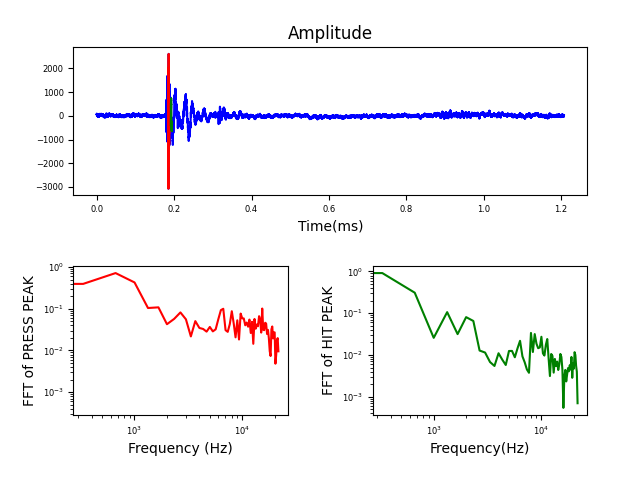 Amplitude
2000
1000
0
−1000
−2000
−3000
0.0 0.2 0.4 0.6 0.8 1.0 1.2
Time(ms)
FFT of PRESS PEAK
10⁰
10⁻¹
10⁻²
10⁻³
10³ 10⁴
Frequency (Hz)
FFT of HIT PEAK
10⁰
10⁻¹
10⁻²
10⁻³
10³ 10⁴
Frequency(Hz)